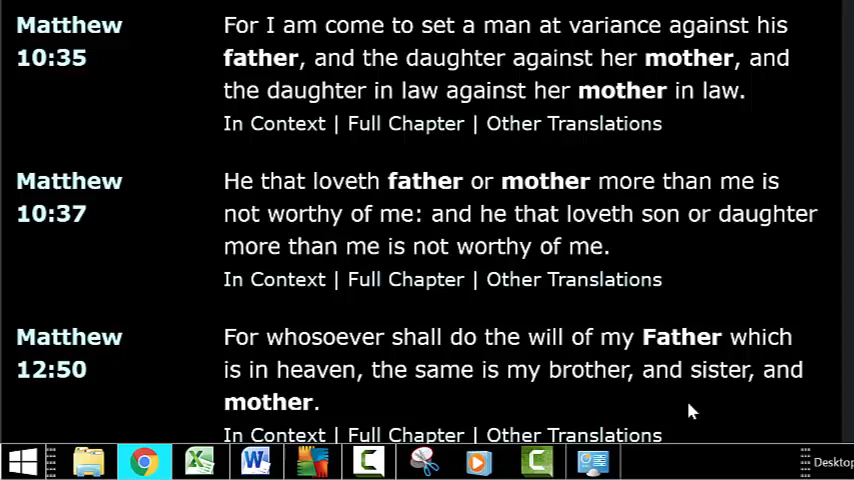 Matthew 10:35
For I am come to set a man at variance against his
father, and the daughter against her mother, and
the daughter in law against her mother in law.
In Context | Full Chapter | Other Translations
Matthew 10:37
He that loveth father or mother more than me is
not worthy of me: and he that loveth son or daughter
more than me is not worthy of me.
In Context | Full Chapter | Other Translations
Matthew 12:50
For whosoever shall do the will of my Father which
is in heaven, the same is my brother, and sister, and
mother.
In Context | Full Chapter | Other Translations
Desktop